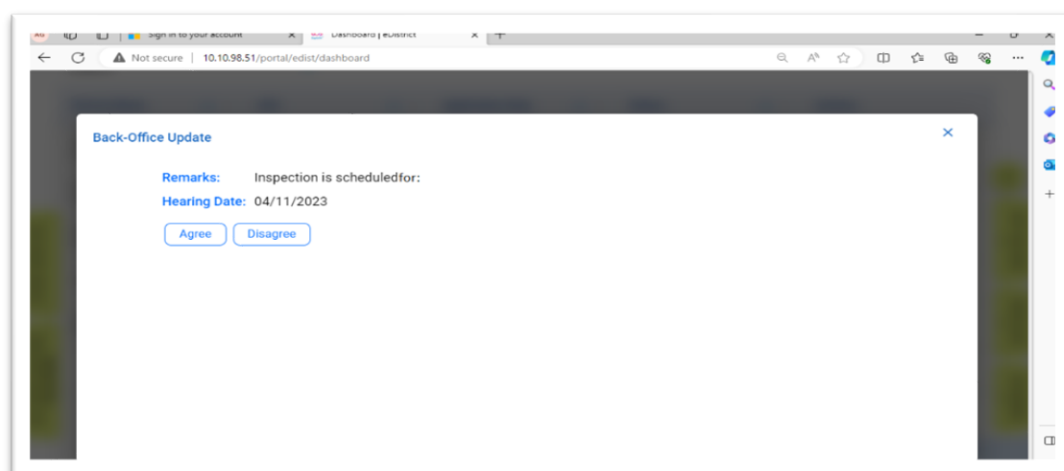 Sign in to your account
Dashboard | eDistrict
Not secure | 10.10.98.51/portal/edist/dashboard
Back-Office Update
Remarks: Inspection is scheduledfor:
Hearing Date: 04/11/2023
Agree Disagree